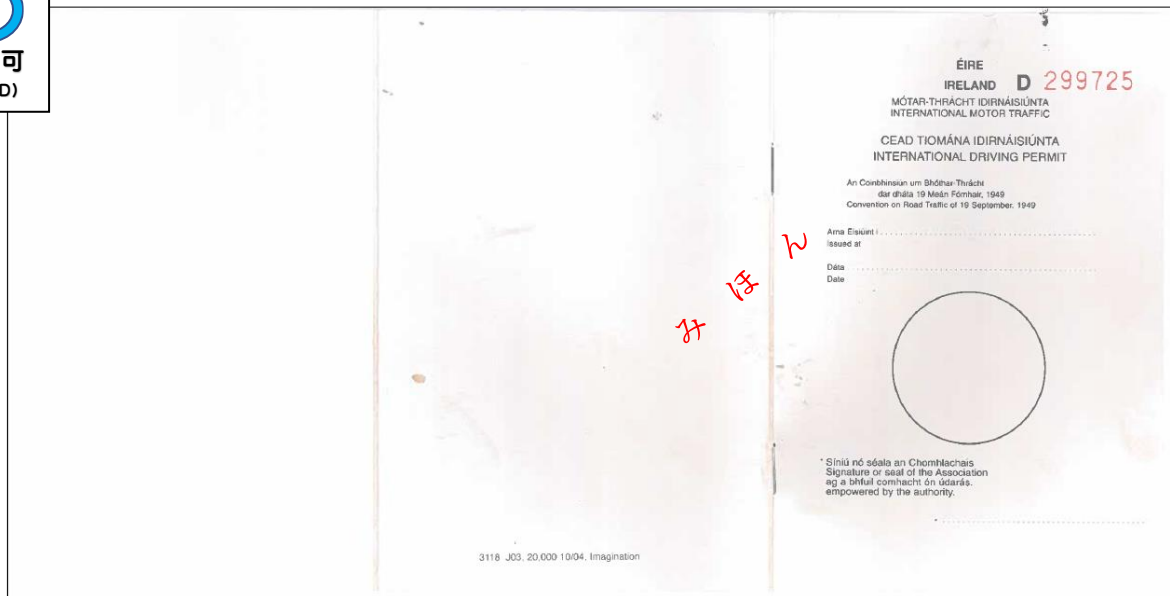 可
D)
ÉIRE
IRELAND D 299725
MÓTAR-THRÁCHT IDIRNÁISIÚNTA
INTERNATIONAL MOTOR TRAFFIC
CEAD TIOMÁNA IDIRNÁISIÚNTA
INTERNATIONAL DRIVING PERMIT
An Coinbhinsiún um Bhóthar-Thrácht
dar dháta 19 Meán Fómhair, 1949
Convention on Road Traffic of 19 September, 1949
Arna Eisiúint i
Issued at
Dáta
Date
みほん
* Síniú nó séala an Chomhlachais
Signature or seal of the Association
ag a bhfuil comhacht ón údarás.
empowered by the authority.
*
3118 J03, 20,000 10/04, Imagination